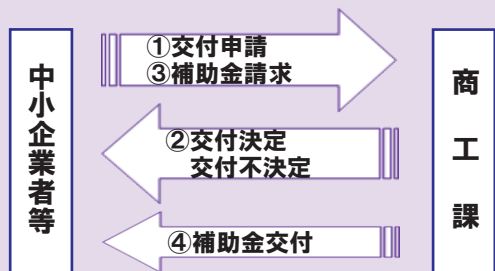 中小企業者等
①交付申請
③補助金請求
②交付決定
交付不決定
④補助金交付
商工課